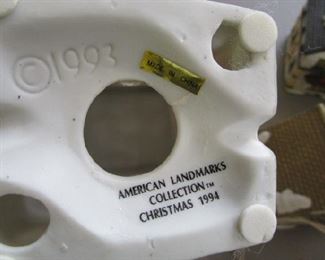 ©1993
MADE IN CHINA
AMERICAN LANDMARKS
COLLECTION™
CHRISTMAS 1994